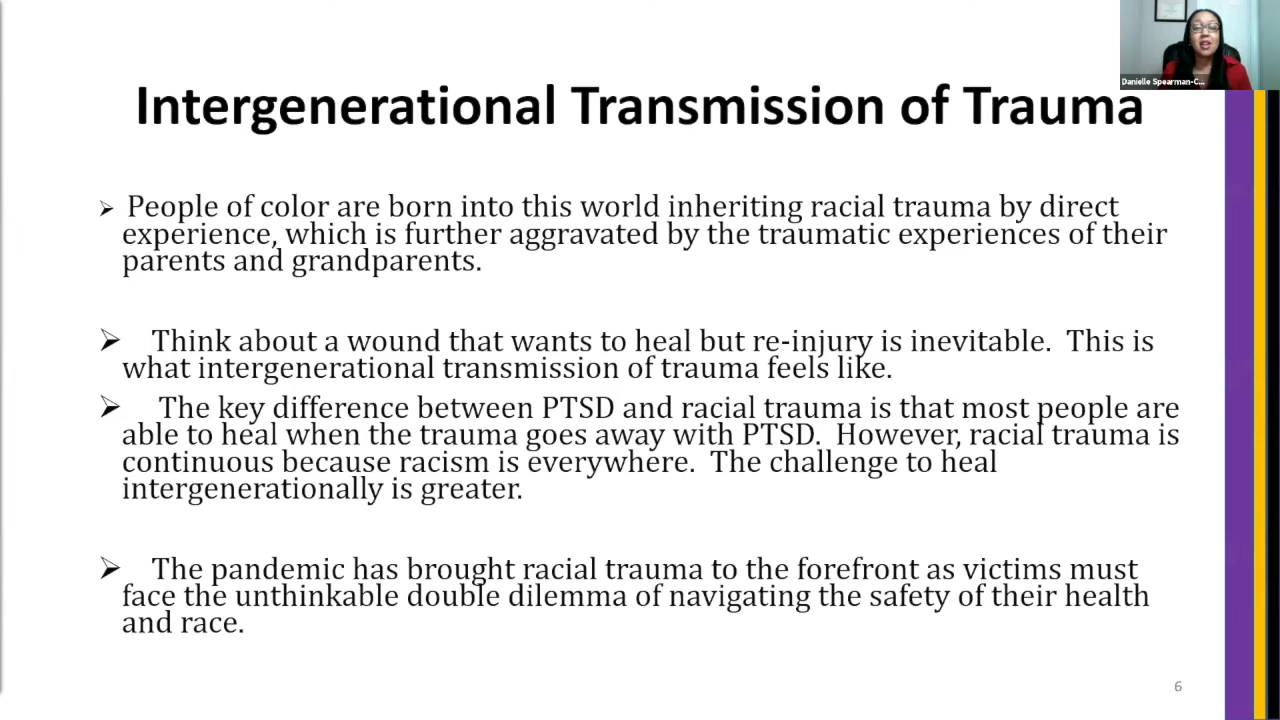 Danielle Spearman-C...
Intergenerational Transmission of Trauma
➢ People of color are born into this world inheriting racial trauma by direct
experience, which is further aggravated by the traumatic experiences of their
parents and grandparents.
➢ Think about a wound that wants to heal but re-injury is inevitable. This is
what intergenerational transmission of trauma feels like.
➢ The key difference between PTSD and racial trauma is that most people are
able to heal when the trauma goes away with PTSD. However, racial trauma is
continuous because racism is everywhere. The challenge to heal
intergenerationally is greater.
➢ The pandemic has brought racial trauma to the forefront as victims must
face the unthinkable double dilemma of navigating the safety of their health
and race.
6